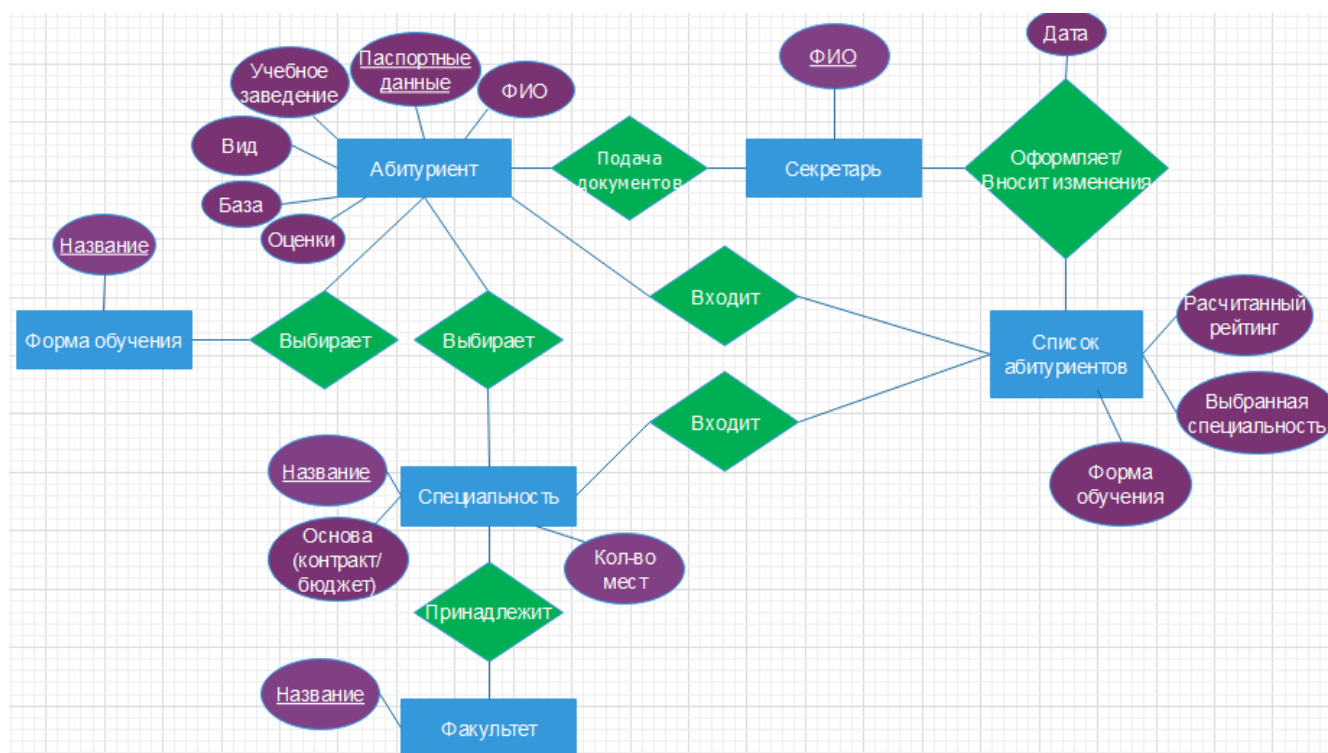 Дата
ФИО
Паспортные
данные
Учебное
заведение
ФИО
Вид
Абитуриент
Подача
документов
Секретарь
Оформляет/
Вносит изменения
База
Оценки
Название
Форма обучения
Выбирает
Выбирает
Входит
Список
абитуриентов
Расчитанный
рейтинг
Выбранная
специальность
Входит
Форма
обучения
Название
Специальность
Основа
(контракт/
бюджет)
Кол-во
мест
Принадлежит
Название
Факультет